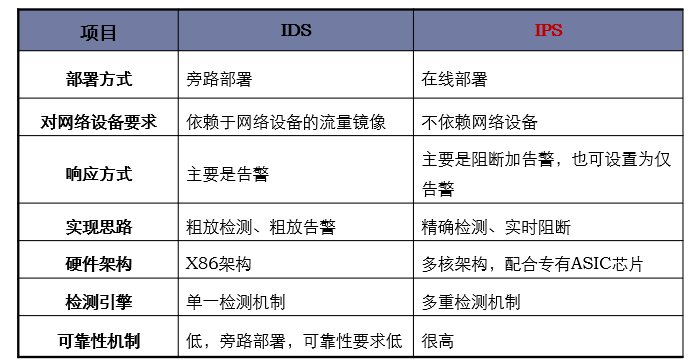 项目 IDS IPS
部署方式 旁路部署 在线部署
对网络设备要求 依赖于网络设备的流量镜像 不依赖网络设备
响应方式 主要是告警 主要是阻断加告警，也可设置为仅
告警
实现思路 粗放检测、粗放告警 精确检测、实时阻断
硬件架构 X86架构 多核架构，配合专有ASIC芯片
检测引擎 单一检测机制 多重检测机制
可靠性机制 低，旁路部署，可靠性要求低 很高